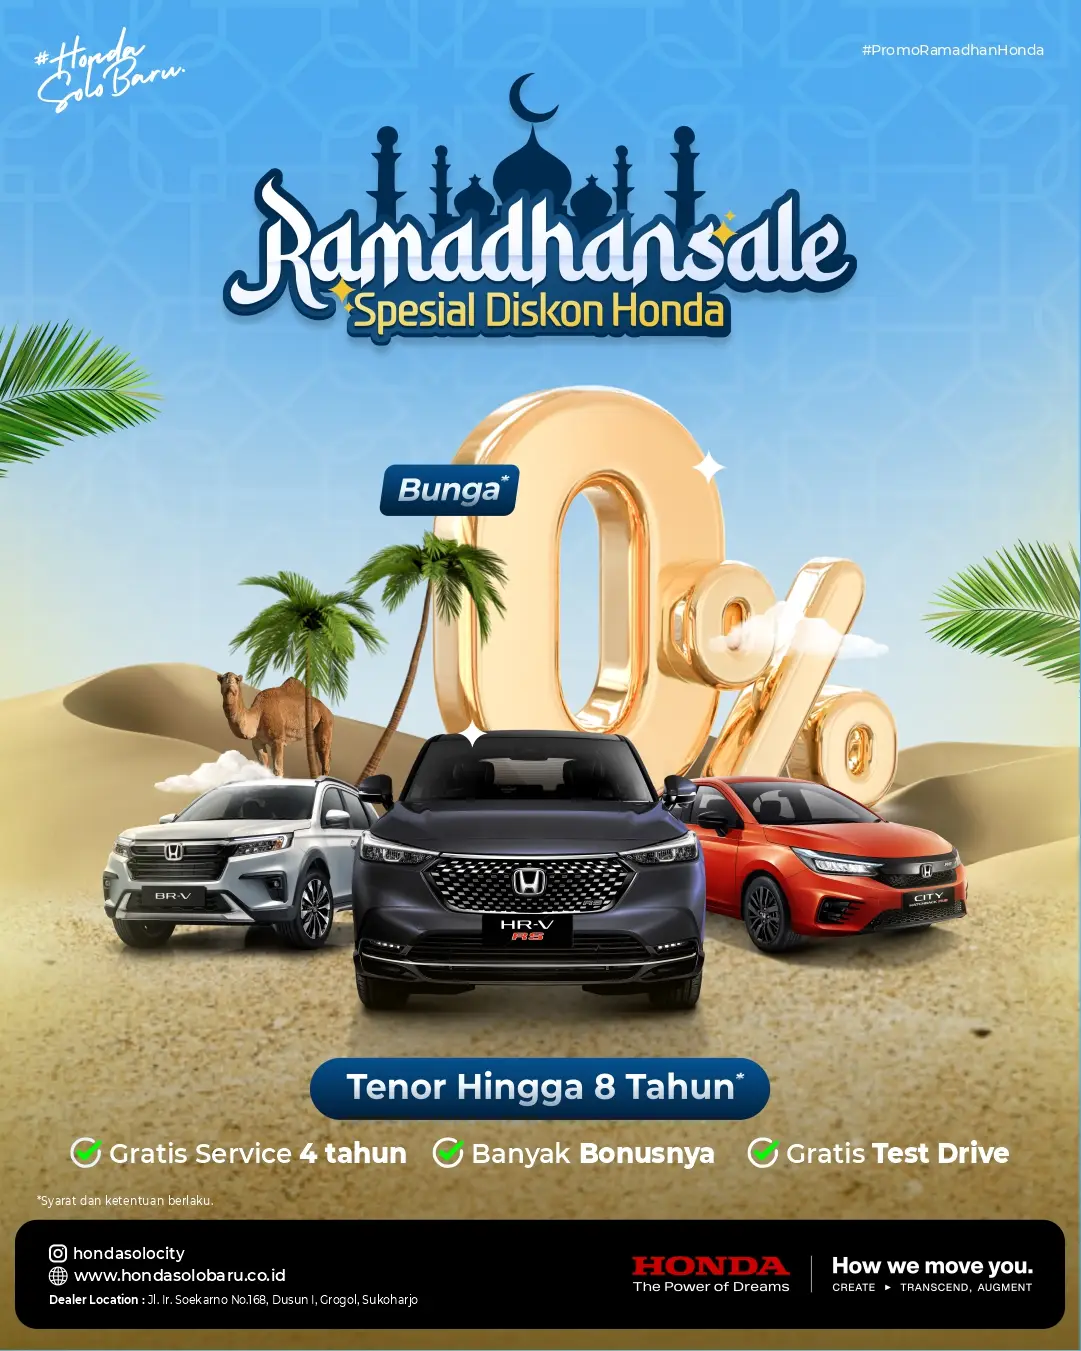 #Honda
Solo Baru.
#PromoRamadhanHonda
Ramadhansale
Spesial Diskon Honda
Bunga*
0%
BR-V
HR-V
RS
CITY
HATCHBACK RS
Tenor Hingga 8 Tahun*
Gratis Service 4 tahun
Banyak Bonusnya
Gratis Test Drive
*Syarat dan ketentuan berlaku.
hondasolocity
www.hondasolobaru.co.id
Dealer Location : Jl. Ir. Soekarno No.168, Dusun I, Grogol, Sukoharjo
HONDA
The Power of Dreams
How we move you.
CREATE ► TRANSCEND, AUGMENT